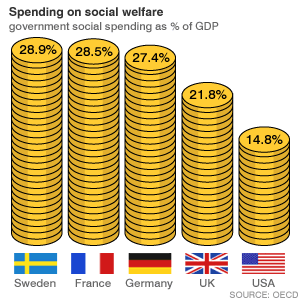 Spending on social welfare
government social spending as % of GDP
28.9% 28.5% 27.4% 21.8% 14.8%
Sweden France Germany UK USA
SOURCE: OECD